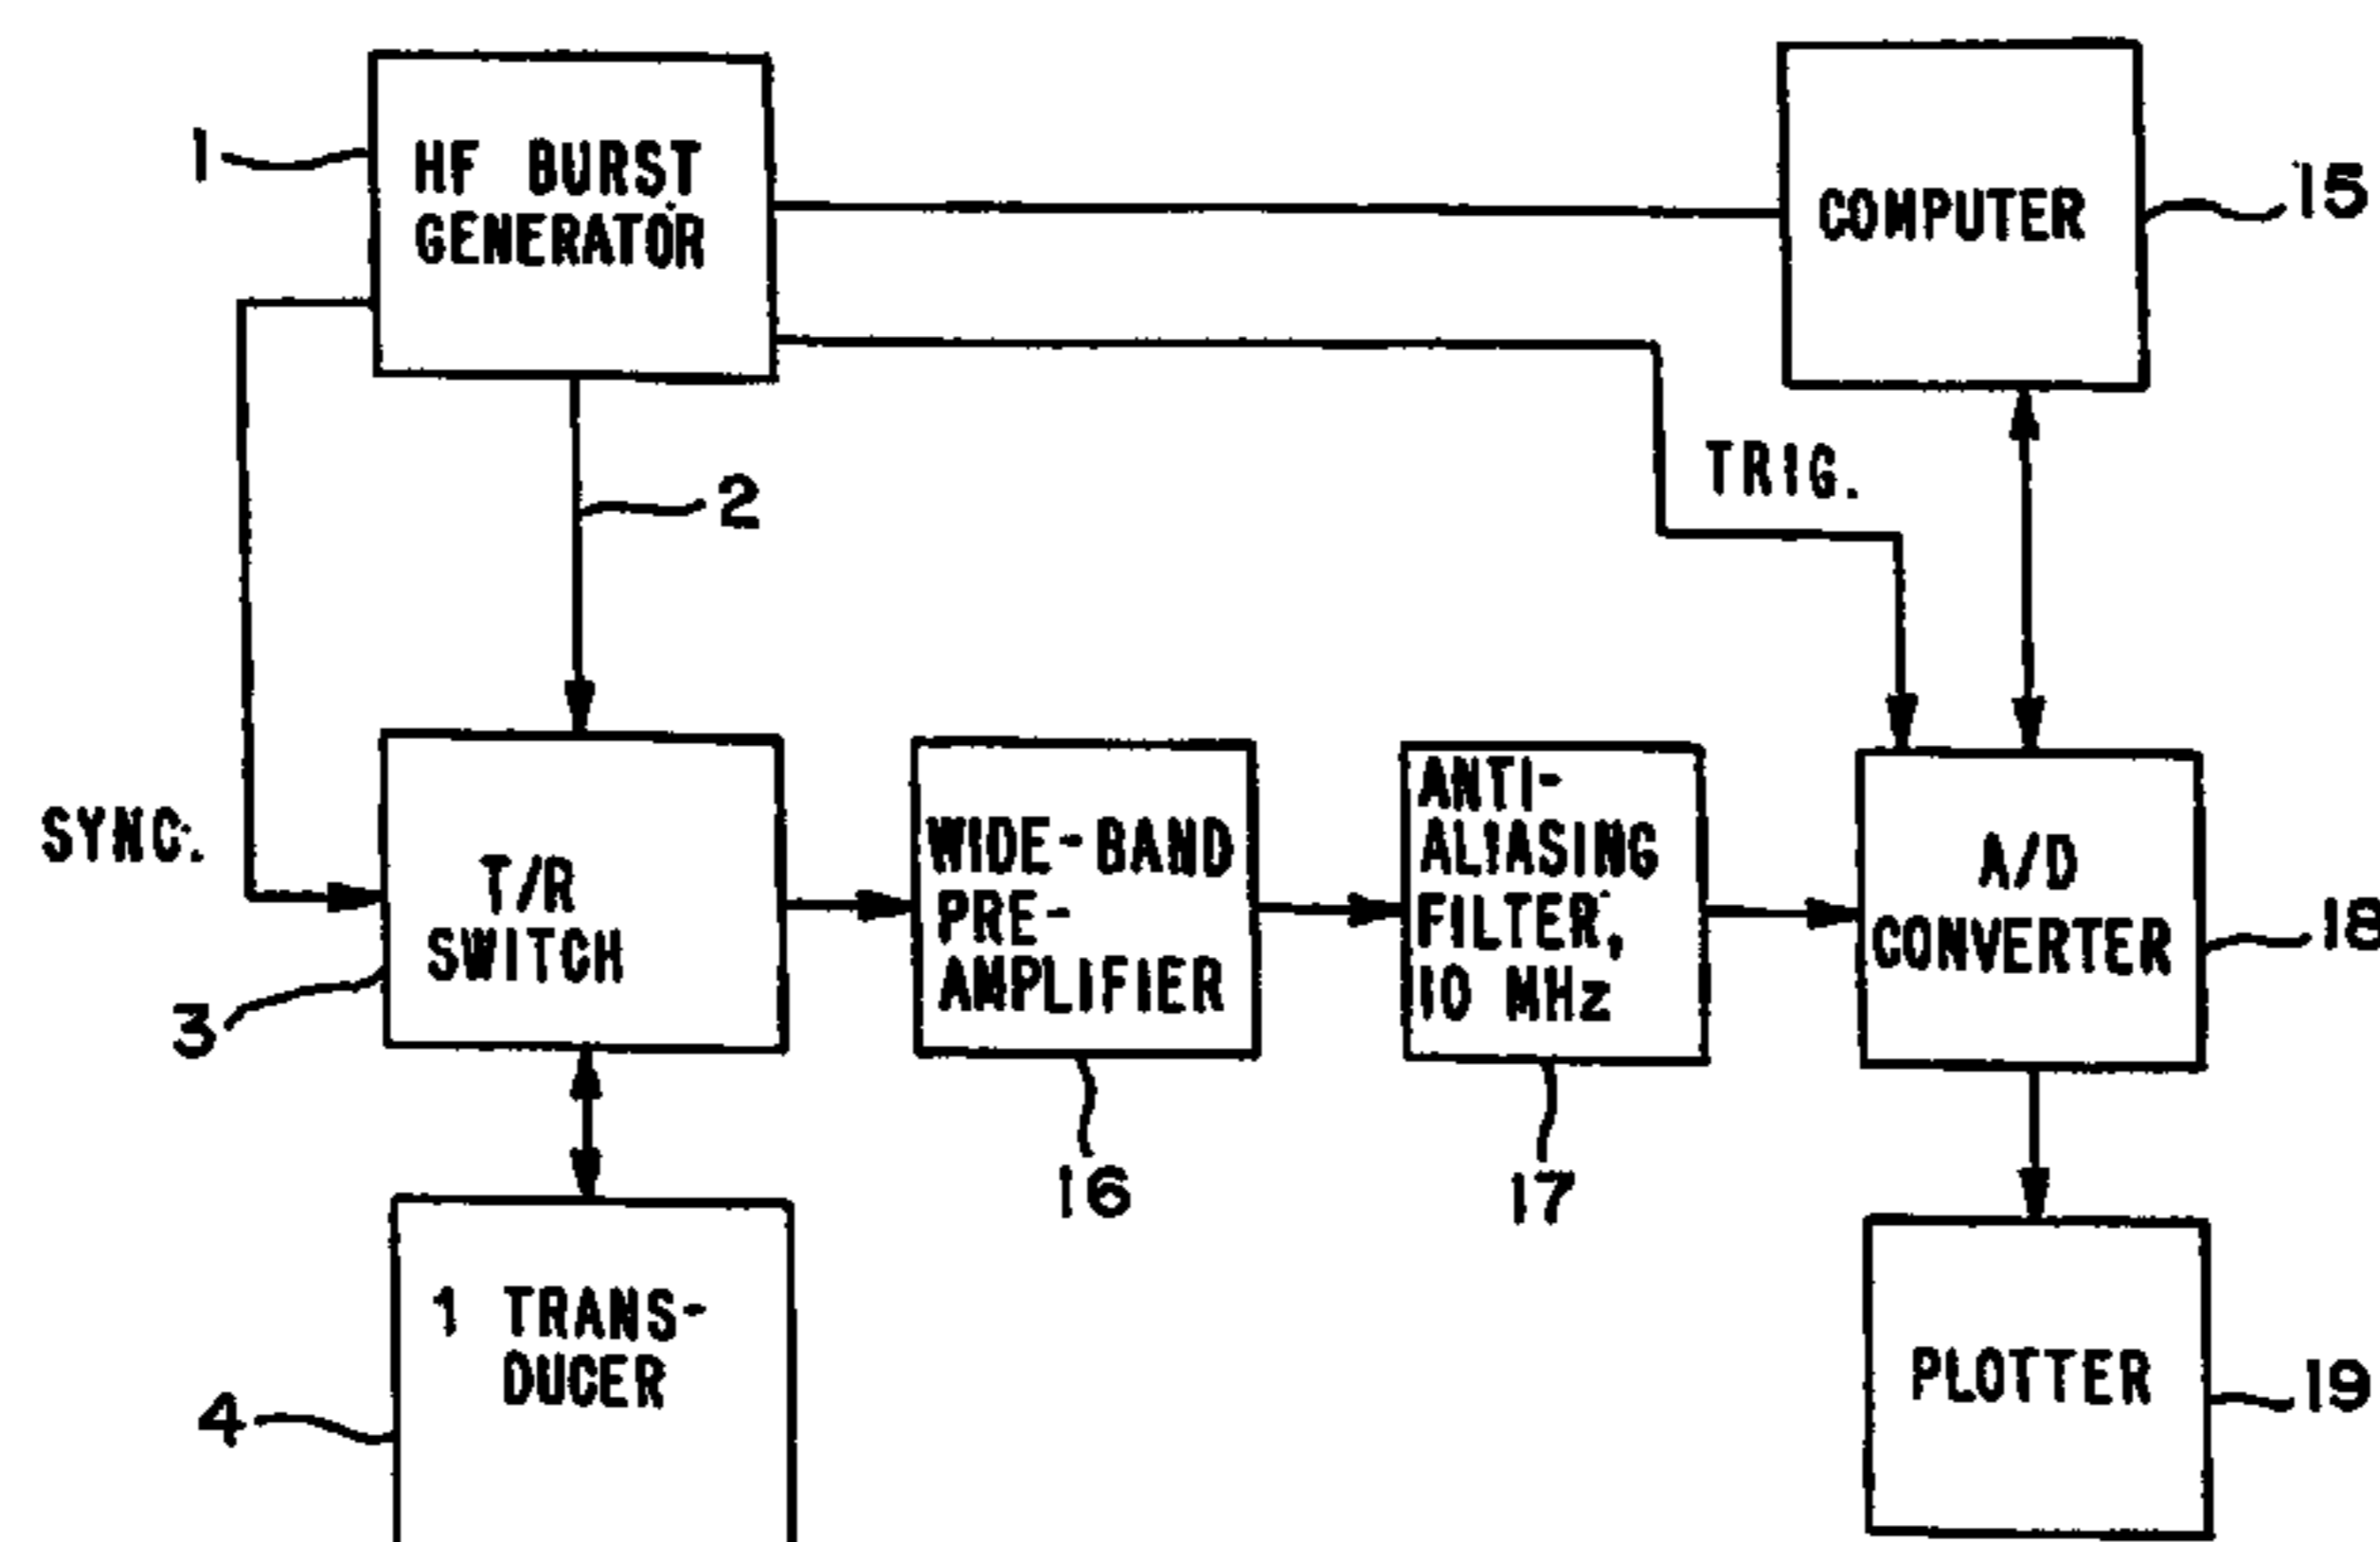 1
HF BURST
GENERATOR
COMPUTER
15
2
TRIG.
SYNC.
T/R
SWITCH
3
WIDE-BAND
PRE-
AMPLIFIER
16
ANTI-
ALIASING
FILTER,
10 MHz
17
A/D
CONVERTER
18
1 TRANS-
DUCER
4
PLOTTER
19